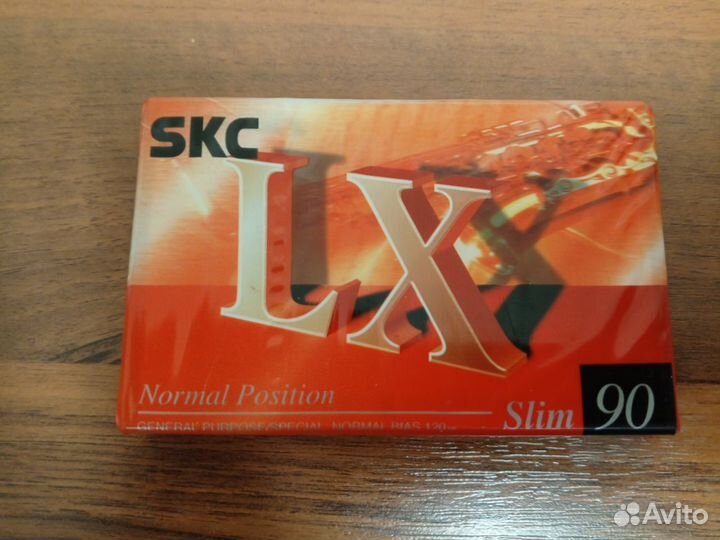 SKC
LX
Normal Position
Slim 90
GENERAL PURPOSE/SPECIAL NORMAL BIAS 120
Avito